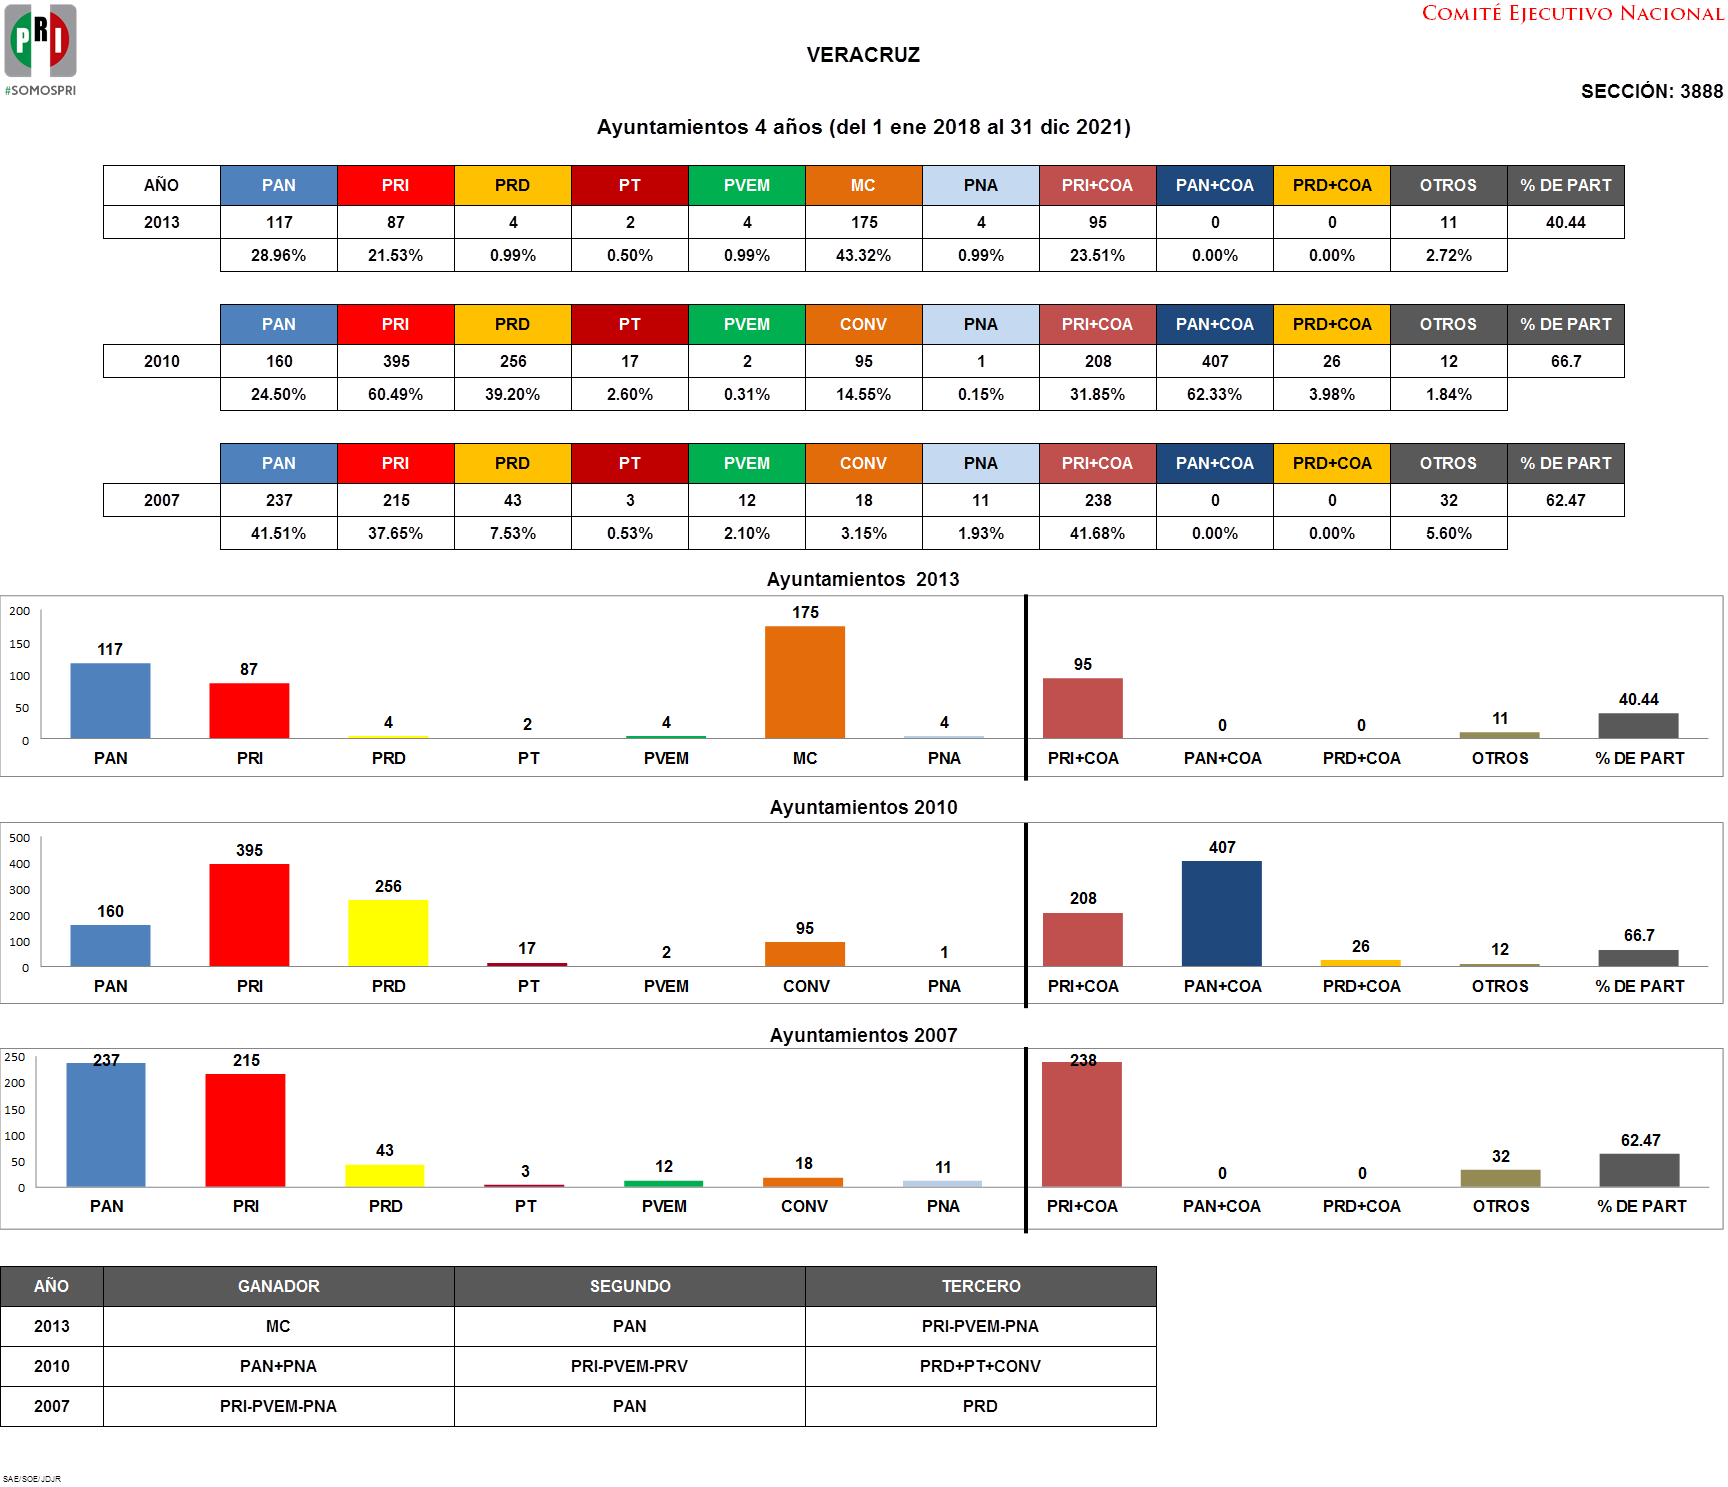 PRI
#SOMOSPRI
COMITÉ EJECUTIVO NACIONAL
VERACRUZ
SECCIÓN: 3888
Ayuntamientos 4 años (del 1 ene 2018 al 31 dic 2021)
AÑO PAN PRI PRD PT PVEM MC PNA PRI+COA PAN+COA PRD+COA OTROS % DE PART
2013 117 87 4 2 4 175 4 95 0 0 11 40.44
28.96% 21.53% 0.99% 0.50% 0.99% 43.32% 0.99% 23.51% 0.00% 0.00% 2.72%
PAN PRI PRD PT PVEM CONV PNA PRI+COA PAN+COA PRD+COA OTROS % DE PART
2010 160 395 256 17 2 95 1 208 407 26 12 66.7
24.50% 60.49% 39.20% 2.60% 0.31% 14.55% 0.15% 31.85% 62.33% 3.98% 1.84%
PAN PRI PRD PT PVEM CONV PNA PRI+COA PAN+COA PRD+COA OTROS % DE PART
2007 237 215 43 3 12 18 11 238 0 0 32 62.47
41.51% 37.65% 7.53% 0.53% 2.10% 3.15% 1.93% 41.68% 0.00% 0.00% 5.60%
Ayuntamientos 2013
200
150
100
50
0
117 87 4 2 4 175 4 95 0 0 11 40.44
PAN PRI PRD PT PVEM MC PNA PRI+COA PAN+COA PRD+COA OTROS % DE PART
Ayuntamientos 2010
500
400
300
200
100
0
160 395 256 17 2 95 1 208 407 26 12 66.7
PAN PRI PRD PT PVEM CONV PNA PRI+COA PAN+COA PRD+COA OTROS % DE PART
Ayuntamientos 2007
250
200
150
100
50
0
237 215 43 3 12 18 11 238 0 0 32 62.47
PAN PRI PRD PT PVEM CONV PNA PRI+COA PAN+COA PRD+COA OTROS % DE PART
AÑO GANADOR SEGUNDO TERCERO
2013 MC PAN PRI-PVEM-PNA
2010 PAN+PNA PRI-PVEM-PRV PRD+PT+CONV
2007 PRI-PVEM-PNA PAN PRD
SAE/SOE/JDJR